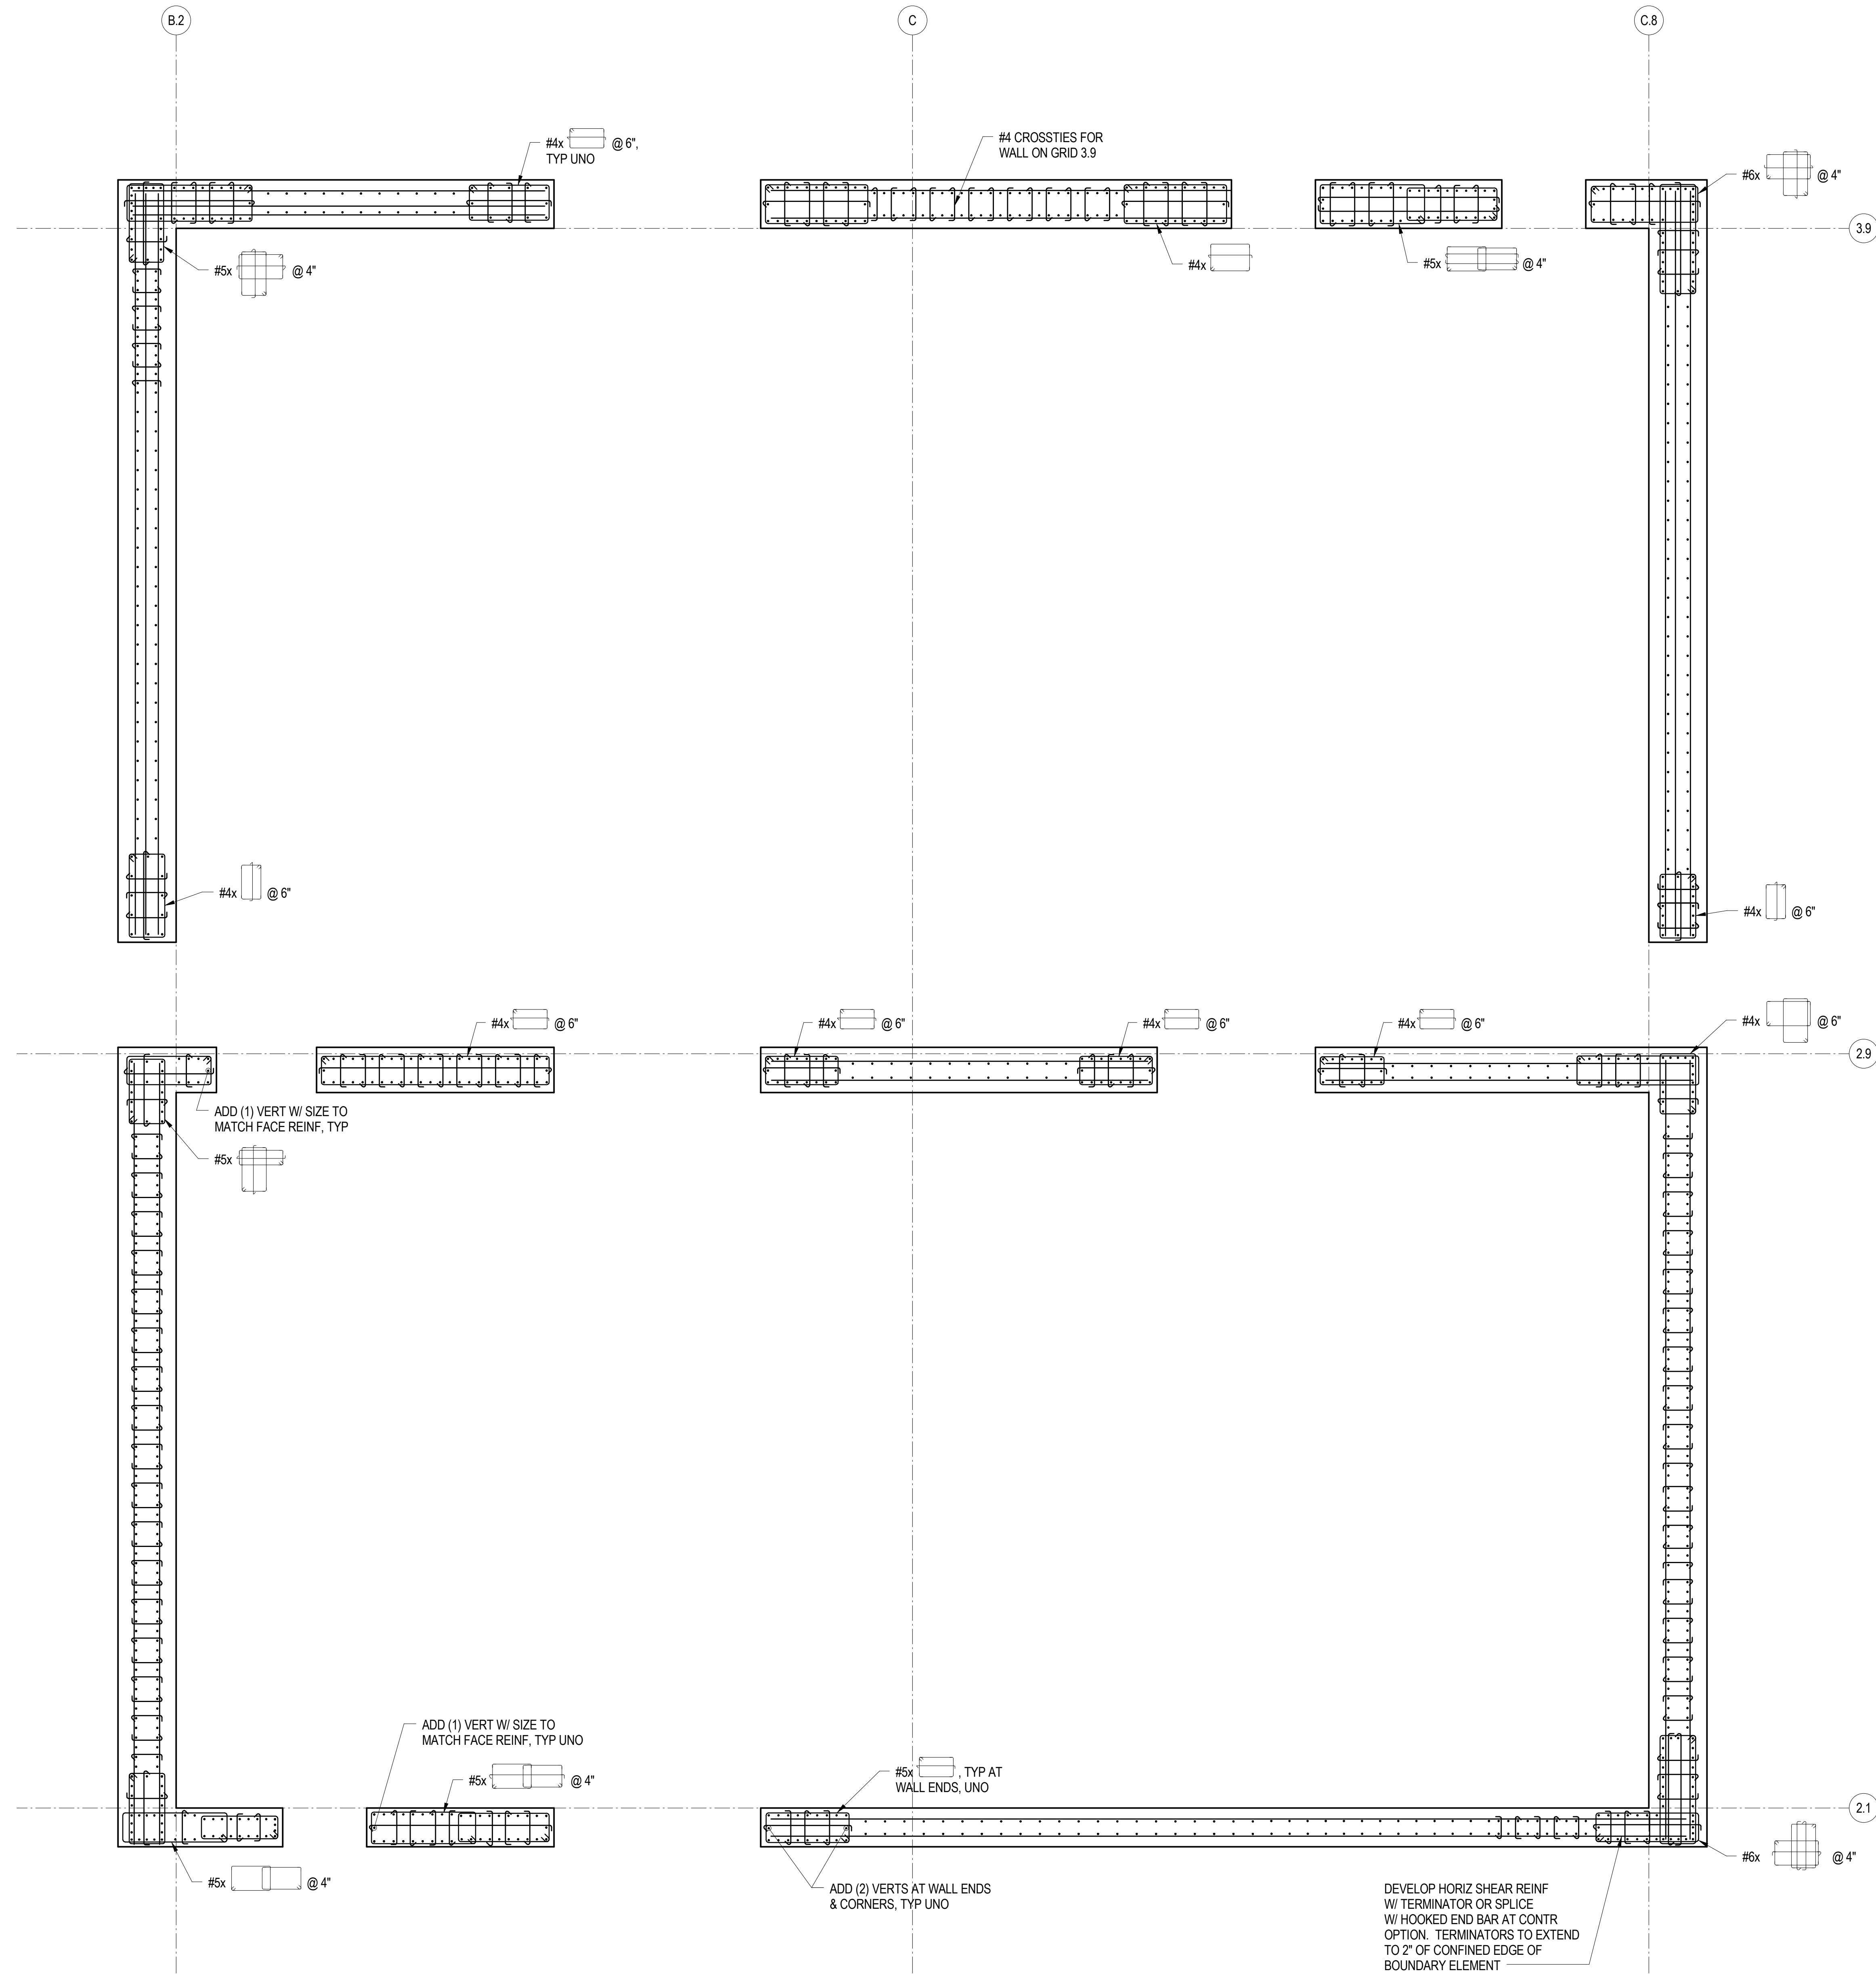 B.2
C
C.8
#4x @ 6",
TYP UNO
#4 CROSSTIES FOR
WALL ON GRID 3.9
#6x @ 4"
3.9
#5x @ 4"
#4x
#5x @ 4"
#4x @ 6"
#4x @ 6"
#4x @ 6"
#4x @ 6"
#4x @ 6"
#4x @ 6"
#4x @ 6"
2.9
ADD (1) VERT W/ SIZE TO
MATCH FACE REINF, TYP
#5x
ADD (1) VERT W/ SIZE TO
MATCH FACE REINF, TYP UNO
#5x @ 4"
#5x , TYP AT
WALL ENDS, UNO
2.1
#6x @ 4"
#5x @ 4"
ADD (2) VERTS AT WALL ENDS
& CORNERS, TYP UNO
DEVELOP HORIZ SHEAR REINF
W/ TERMINATOR OR SPLICE
W/ HOOKED END BAR AT CONTR
OPTION. TERMINATORS TO EXTEND
TO 2" OF CONFINED EDGE OF
BOUNDARY ELEMENT